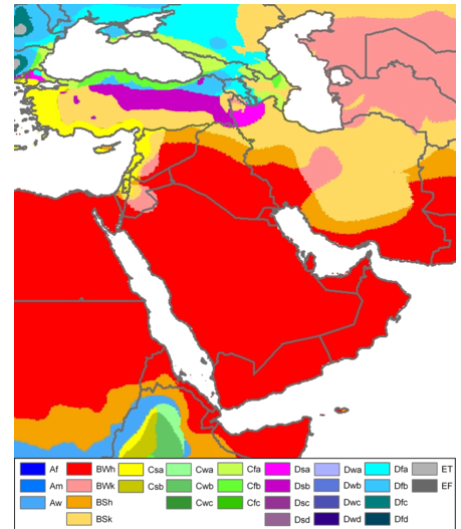 Af BWh Csa Cwa Cfa Dsa Dwa Dfa ET
Am BWk Csb Cwb Cfb Dsb Dwb Dfb EF
Aw BSh Cwc Cfc Dsc Dwc Dfc
BSk Dsd Dwd Dfd